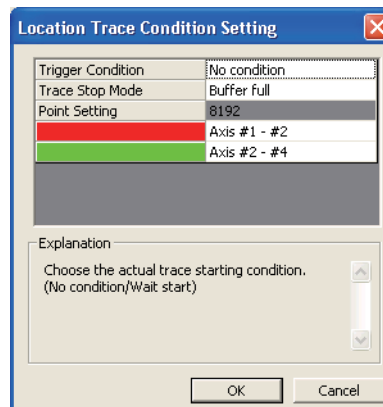 Location Trace Condition Setting
Trigger Condition No condition
Trace Stop Mode Buffer full
Point Setting 8192
Axis #1 - #2
Axis #2 - #4
Explanation
Choose the actual trace starting condition.
(No condition/Wait start)
OK Cancel